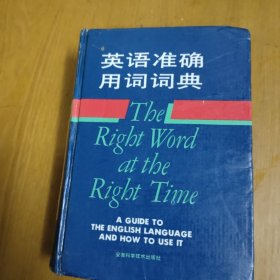 英语准确
用词词典
The
Right Word
at the
Right Time
A GUIDE TO
THE ENGLISH LANGUAGE
AND HOW TO USE IT
安徽科学技术出版社